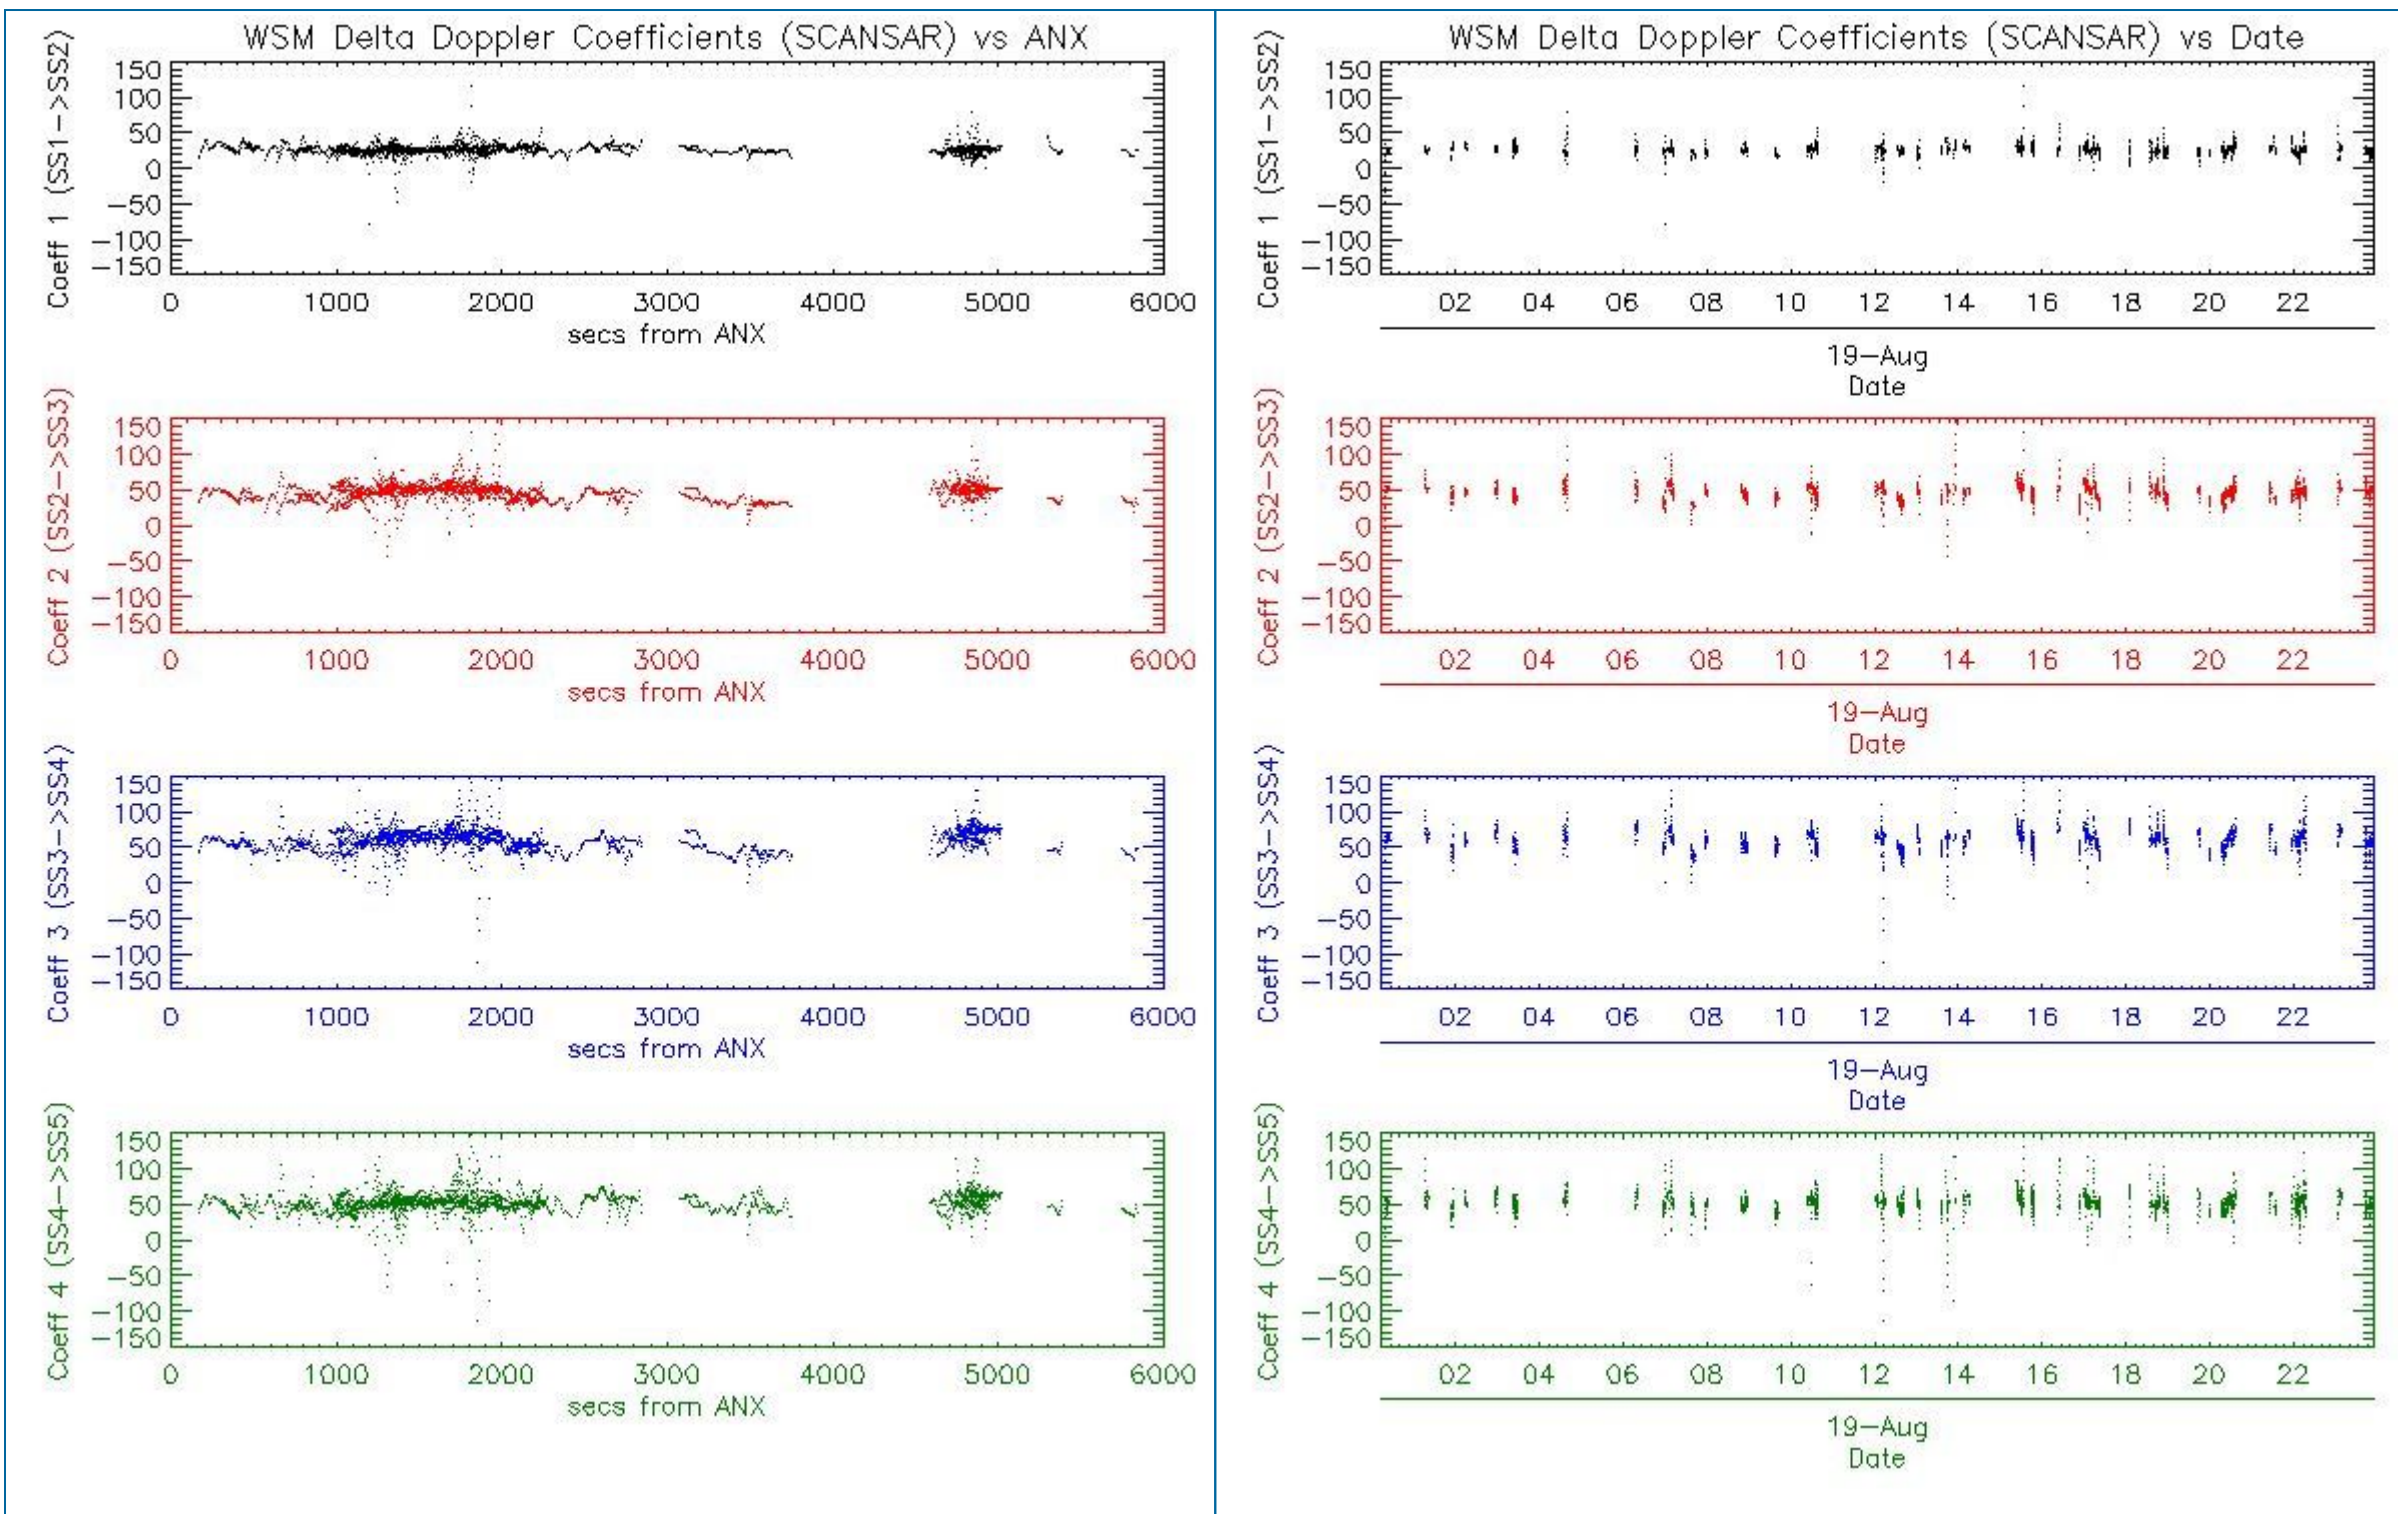 WSM Delta Doppler Coefficients (SCANSAR) vs ANX
Coeff 1 (SS1->SS2)
150
100
50
0
-50
-100
-150
0 1000 2000 3000 4000 5000 6000
secs from ANX
Coeff 2 (SS2->SS3)
150
100
50
0
-50
-100
-150
0 1000 2000 3000 4000 5000 6000
secs from ANX
Coeff 3 (SS3->SS4)
150
100
50
0
-50
-100
-150
0 1000 2000 3000 4000 5000 6000
secs from ANX
Coeff 4 (SS4->SS5)
150
100
50
0
-50
-100
-150
0 1000 2000 3000 4000 5000 6000
secs from ANX
WSM Delta Doppler Coefficients (SCANSAR) vs Date
Coeff 1 (SS1->SS2)
150
100
50
0
-50
-100
-150
02 04 06 08 10 12 14 16 18 20 22
19-Aug
Date
Coeff 2 (SS2->SS3)
150
100
50
0
-50
-100
-150
02 04 06 08 10 12 14 16 18 20 22
19-Aug
Date
Coeff 3 (SS3->SS4)
150
100
50
0
-50
-100
-150
02 04 06 08 10 12 14 16 18 20 22
19-Aug
Date
Coeff 4 (SS4->SS5)
150
100
50
0
-50
-100
-150
02 04 06 08 10 12 14 16 18 20 22
19-Aug
Date